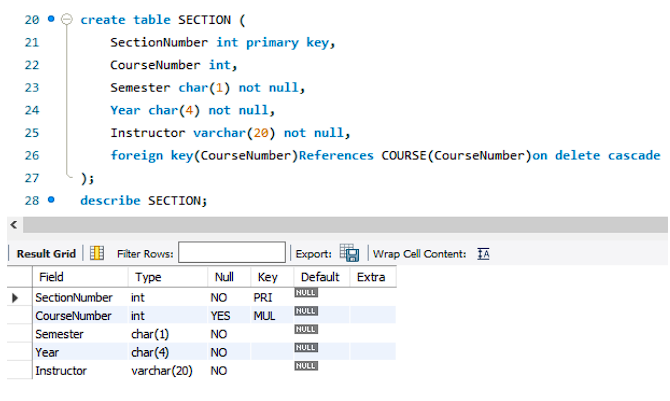 20 create table SECTION (
21 SectionNumber int primary key,
22 CourseNumber int,
23 Semester char(1) not null,
24 Year char(4) not null,
25 Instructor varchar(20) not null,
26 foreign key(CourseNumber)References COURSE(CourseNumber)on delete cascade
27 );
28 describe SECTION;
Result Grid Filter Rows: Export: Wrap Cell Content: IA
Field Type Null Key Default Extra
SectionNumber int NO PRI NULL
CourseNumber int YES MUL NULL
Semester char(1) NO NULL
Year char(4) NO NULL
Instructor varchar(20) NO NULL